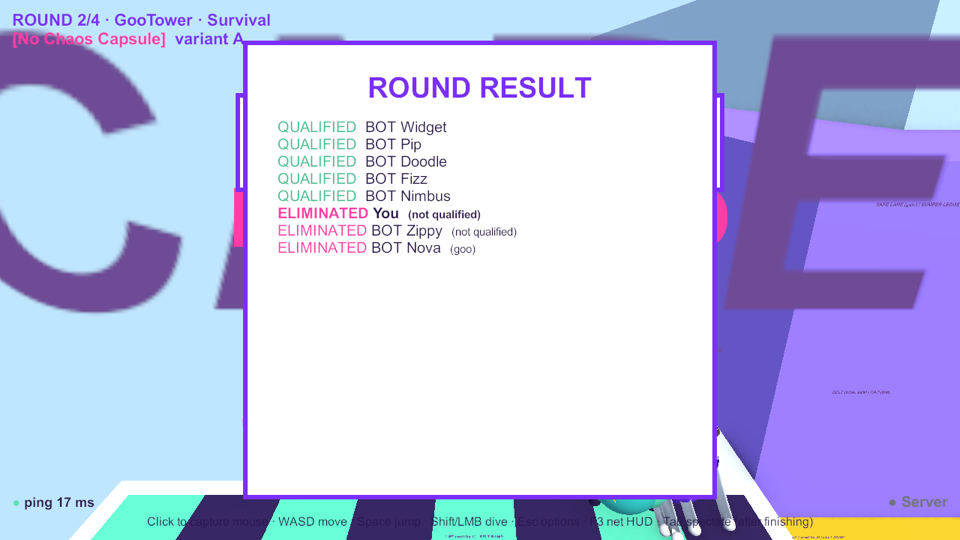 ROUND 2/4 · GooTower · Survival
[No Chaos Capsule] variant A
ROUND RESULT
QUALIFIED BOT Widget
QUALIFIED BOT Pip
QUALIFIED BOT Doodle
QUALIFIED BOT Fizz
QUALIFIED BOT Nimbus
ELIMINATED You (not qualified)
ELIMINATED BOT Zippy (not qualified)
ELIMINATED BOT Nova (goo)
● ping 17 ms
● Server
Click to capture mouse · WASD move · Space jump · Shift/LMB dive · Esc options · F3 net HUD · Tab spectate (after finishing)